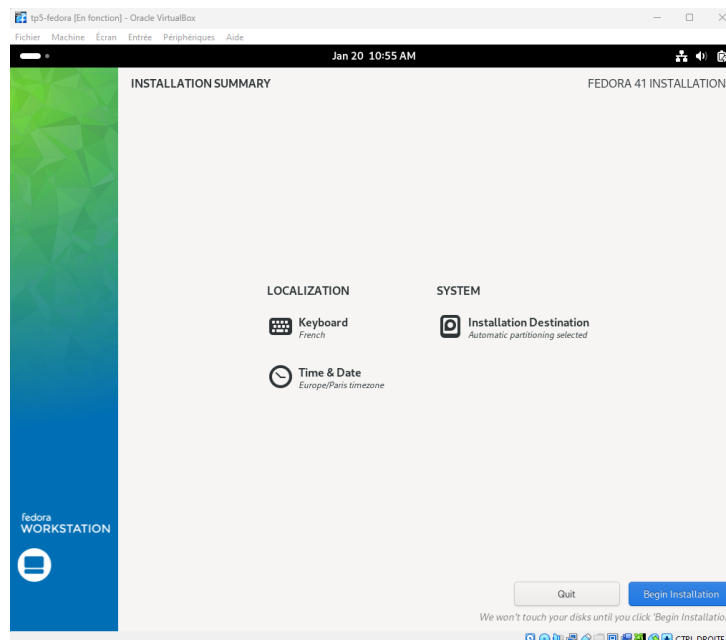 tp5-fedora [En fonction] - Oracle VirtualBox
Fichier Machine Écran Entrée Périphériques Aide
Jan 20 10:55 AM
INSTALLATION SUMMARY
FEDORA 41 INSTALLATION
LOCALIZATION
SYSTEM
Keyboard
French
Installation Destination
Automatic partitioning selected
Time & Date
Europe/Paris timezone
fedora
WORKSTATION
Quit
Begin Installation
We won't touch your disks until you click 'Begin Installatio
CTRL DROITE